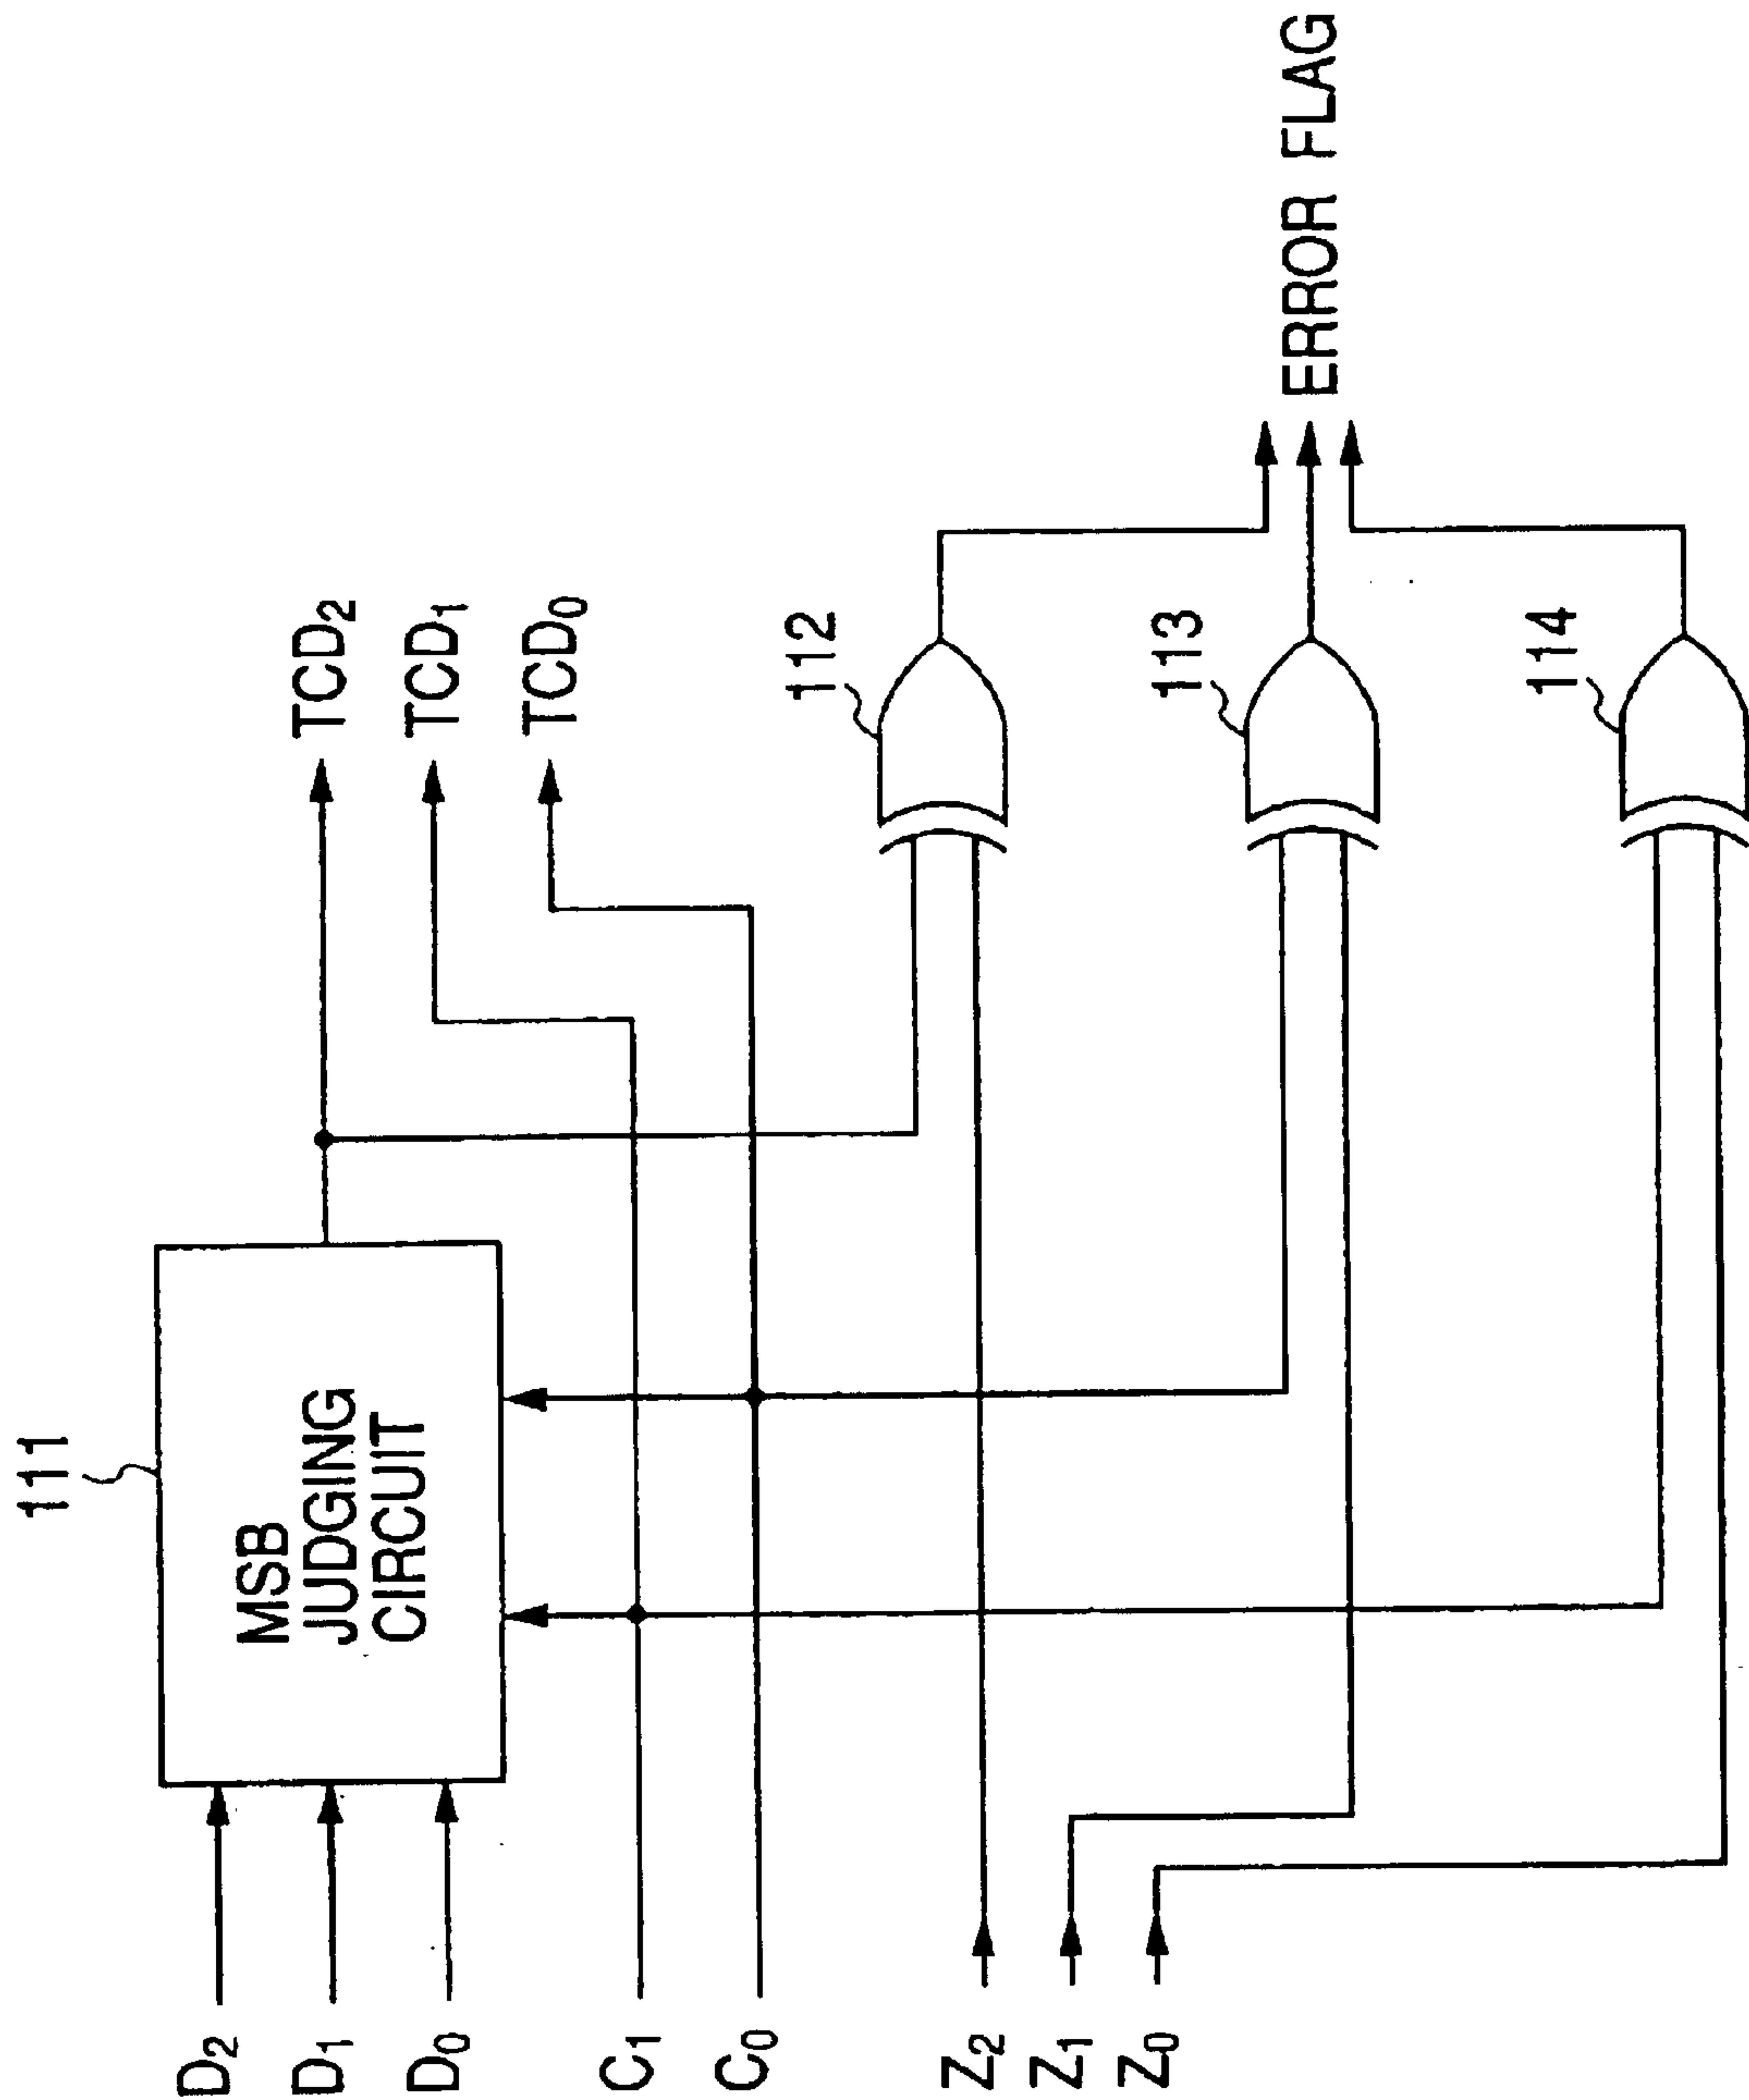 111
MSB
JUDGING
CIRCUIT
D₂
D₁
D₀
C₁
C₀
Z₂
Z₁
Z₀
TCD₂
TCD₁
TCD₀
112
113
114
ERROR FLAG